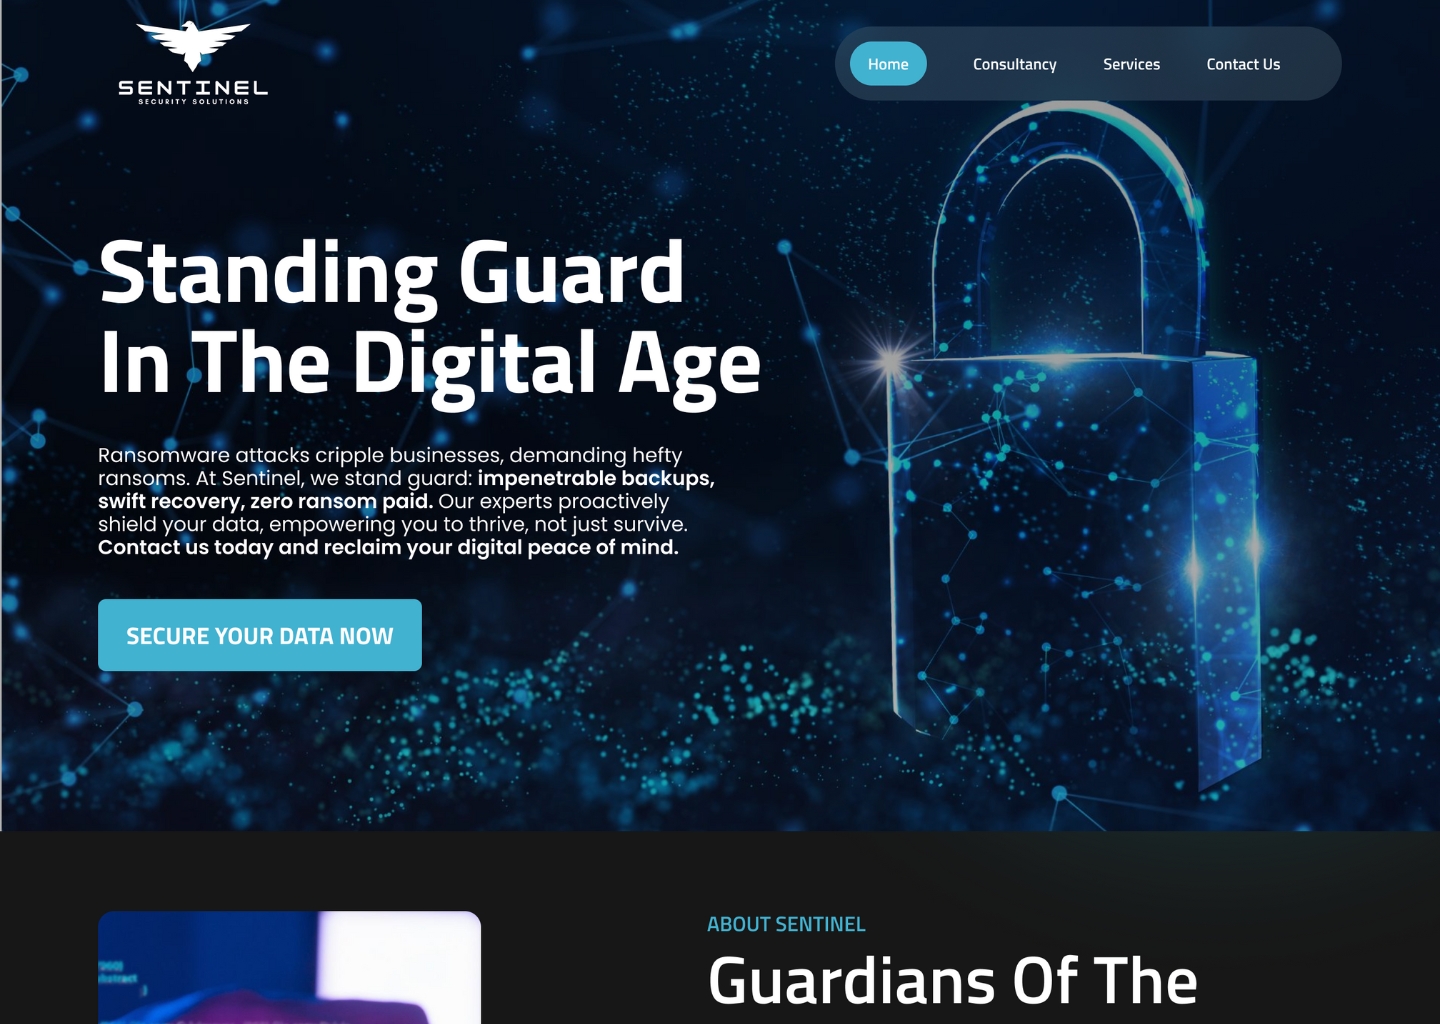 SENTINEL
SECURITY SOLUTIONS
Home Consultancy Services Contact Us
Standing Guard
In The Digital Age
Ransomware attacks cripple businesses, demanding hefty
ransoms. At Sentinel, we stand guard: impenetrable backups,
swift recovery, zero ransom paid. Our experts proactively
shield your data, empowering you to thrive, not just survive.
Contact us today and reclaim your digital peace of mind.
SECURE YOUR DATA NOW
ABOUT SENTINEL
Guardians Of The